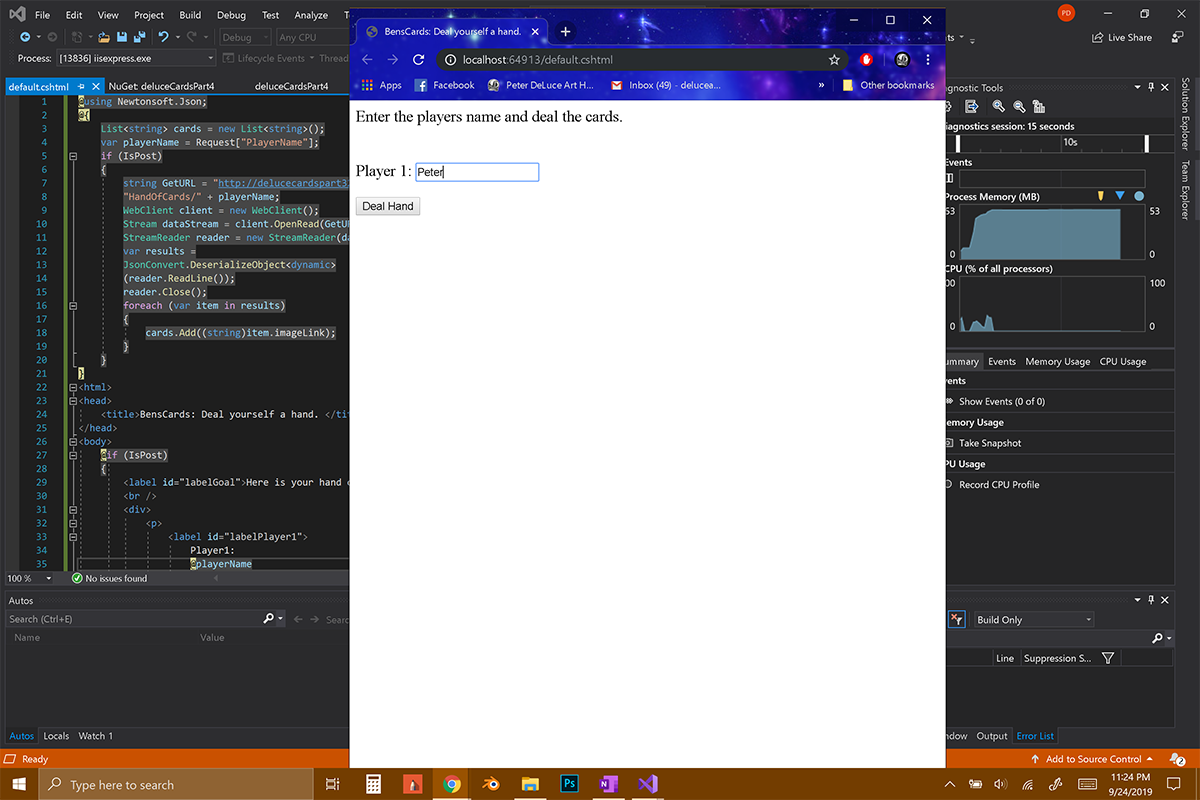 File Edit View Project Build Debug Test Analyze
PD
Debug Any CPU
Live Share
Process: [13836] iisexpress.exe Lifecycle Events Thread
default.cshtml NuGet: deluceCardsPart4 deluceCardsPart4
1 @using Newtonsoft.Json;
2 @{
3 List<string> cards = new List<string>();
4 var playerName = Request["PlayerName"];
5 if (IsPost)
6 {
7 string GetURL = "http://delucecardspart3
8 "HandOfCards/" + playerName;
9 WebClient client = new WebClient();
10 Stream dataStream = client.OpenRead(GetU
11 StreamReader reader = new StreamReader(da
12 var results =
13 JsonConvert.DeserializeObject<dynamic>
14 (reader.ReadLine());
15 reader.Close();
16 foreach (var item in results)
17 {
18 cards.Add((string)item.imageLink);
19 }
20 }
21 }
22 <html>
23 <head>
24 <title>BensCards: Deal yourself a hand. </tit
25 </head>
26 <body>
27 @if (IsPost)
28 {
29 <label id="labelGoal">Here is your hand
30 <br />
31 <div>
32 <p>
33 <label id="labelPlayer1">
34 Player1:
35 @playerName
100 % No issues found
Autos
Search (Ctrl+E)
Name Value
Autos Locals Watch 1
Ready
BensCards: Deal yourself a hand.
localhost:64913/default.cshtml
Apps Facebook Peter DeLuce Art H... Inbox (49) - delucea... » Other bookmarks
Enter the players name and deal the cards.
Player 1: Peter
Deal Hand
gnostic Tools
iagnostics session: 15 seconds
10s
Events
Process Memory (MB)
53 53
0 0
CPU (% of all processors)
00 100
0 0
ummary Events Memory Usage CPU Usage
vents
Show Events (0 of 0)
emory Usage
Take Snapshot
PU Usage
Record CPU Profile
Solution Explorer
Team Explorer
Build Only
Line Suppression S...
ndow Output Error List
Add to Source Control 2
Type here to search
Ps
11:24 PM
9/24/2019